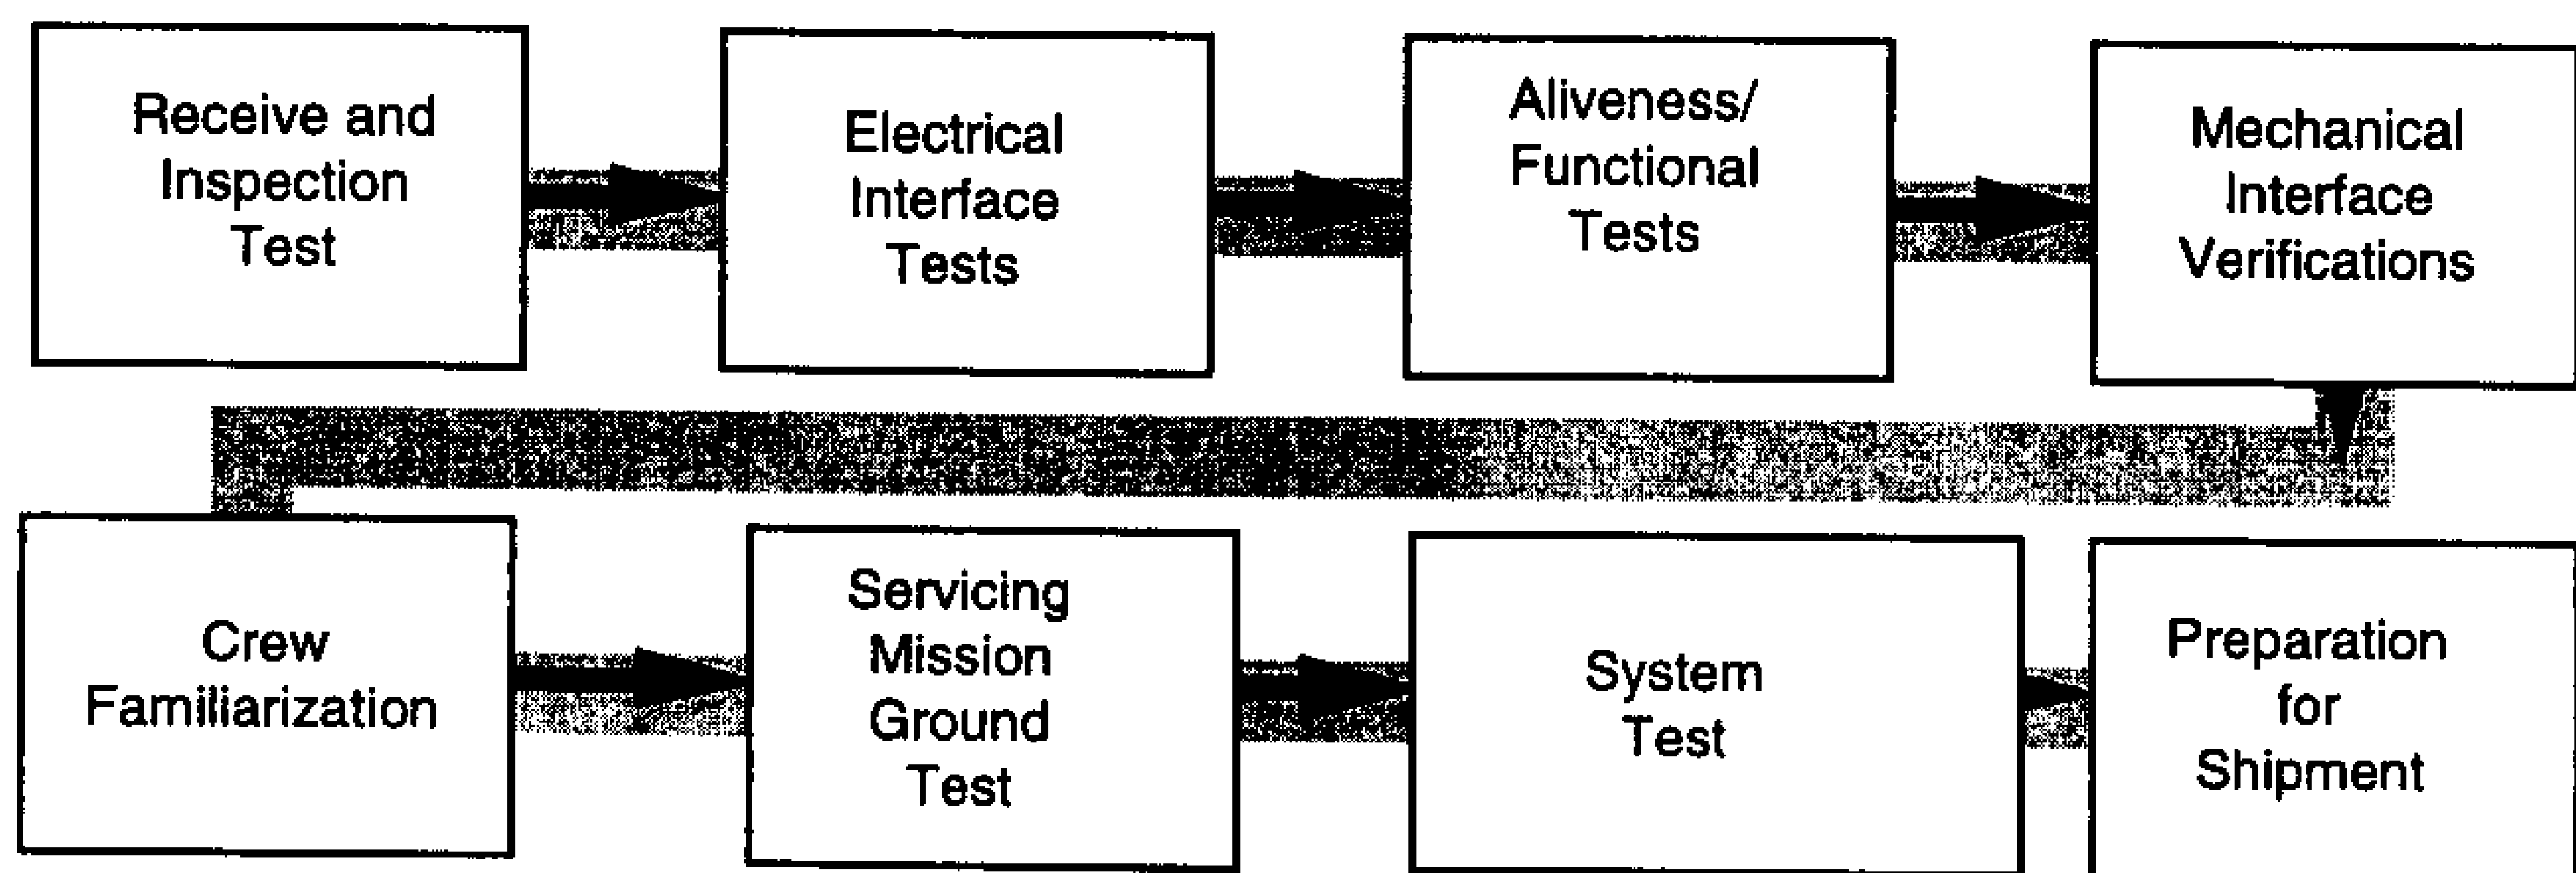 Receive and
Inspection
Test
Electrical
Interface
Tests
Aliveness/
Functional
Tests
Mechanical
Interface
Verifications
Crew
Familiarization
Servicing
Mission
Ground
Test
System
Test
Preparation
for
Shipment